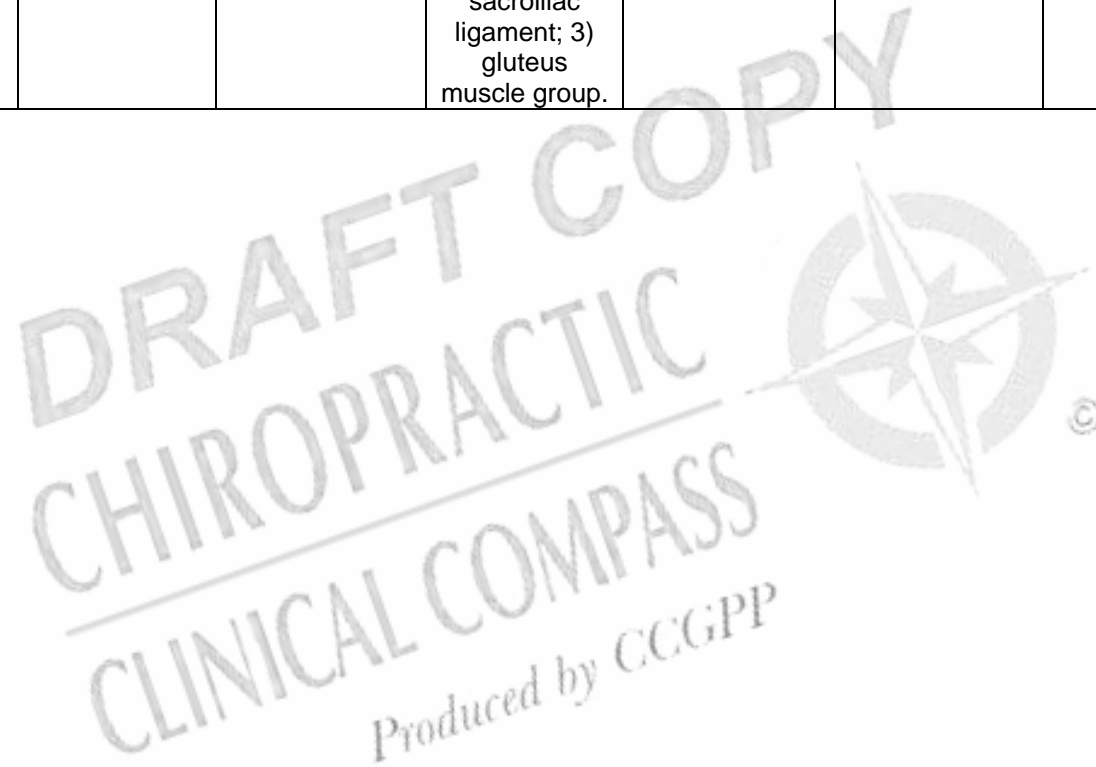 sacroiliac
ligament; 3)
gluteus
muscle group.
DRAFT COPY
CHIROPRACTIC
CLINICAL COMPASS
Produced by CCGPP
©